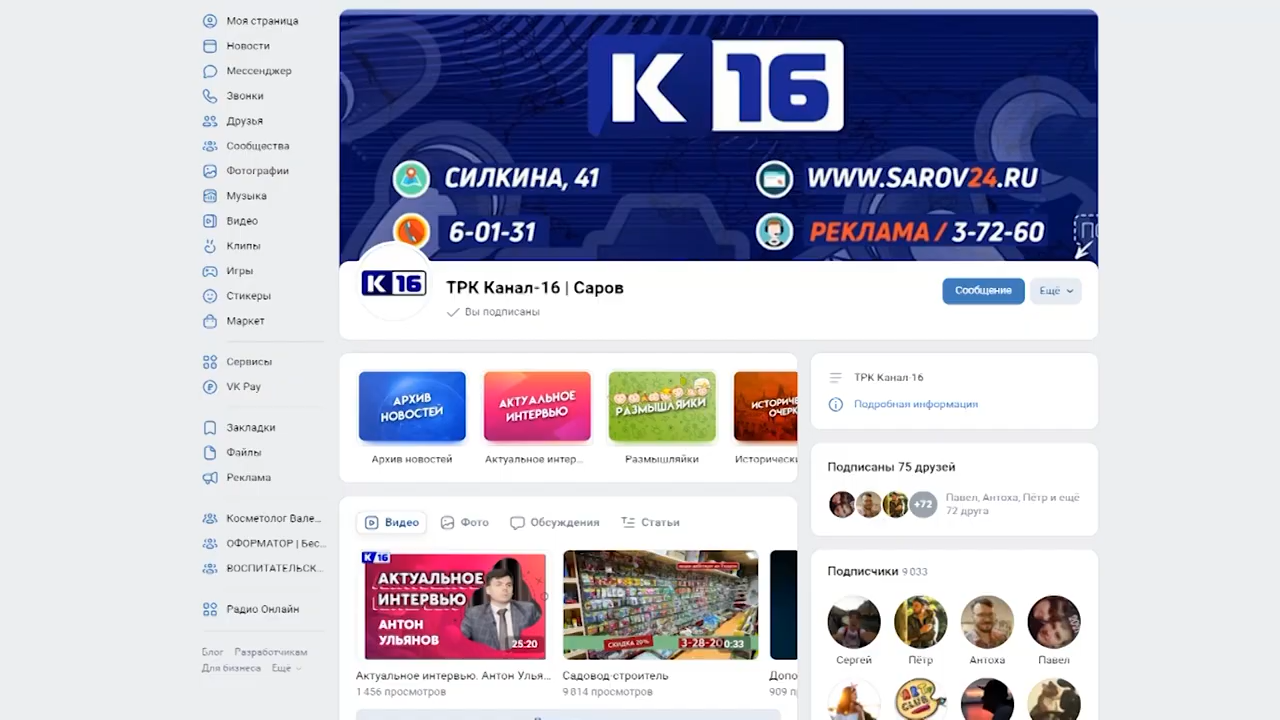 Моя страница
Новости
Мессенджер
Звонки
Друзья
Сообщества
Фотографии
Музыка
Видео
Клипы
Игры
Стикеры
Маркет
Сервисы
VK Pay
Закладки
Файлы
Реклама
Косметолог Вале...
ОФОРМАТОР | Бес...
ВОСПИТАТЕЛЬСК...
Радио Онлайн
Блог Разработчикам
Для бизнеса Ещё
К 16
СИЛКИНА, 41
WWW.SAROV24.RU
6-01-31
РЕКЛАМА / 3-72-60
К 16
ТРК Канал-16 | Саров
Вы подписаны
Сообщение
Ещё
АРХИВ
НОВОСТЕЙ
АКТУАЛЬНОЕ
ИНТЕРВЬЮ
РАЗМЫШЛЯЙКИ
Архив новостей
Актуальное интер...
Размышляйки
Видео
Фото
Обсуждения
Статьи
К 16
АКТУАЛЬНОЕ
ИНТЕРВЬЮ
АНТОН
УЛЬЯНОВ
25:20
СКИДКА 20%
3-28-20
0:33
Актуальное интервью. Антон Улья...
1 456 просмотров
Садовод-строитель
9 814 просмотров
ТРК Канал-16
Подробная информация
Подписаны 75 друзей
+72
Павел, Антоха, Пётр и ещё
72 друга
Подписчики 9 033
Сергей
Пётр
Антоха
Павел